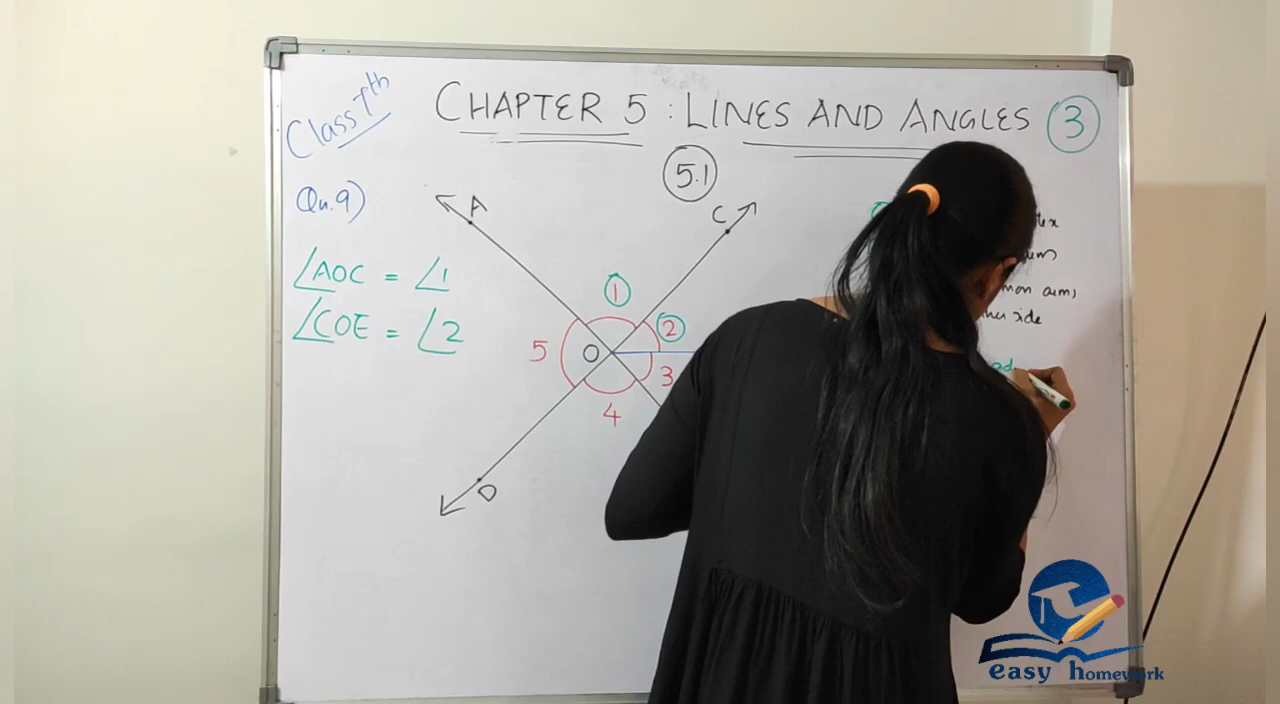 Class 7th
CHAPTER 5 : LINES AND ANGLES 3
5.1
Qn. 9)
A
C
∠AOC = ∠1
∠COE = ∠2
1
2
5
O
3
4
D
easy homework